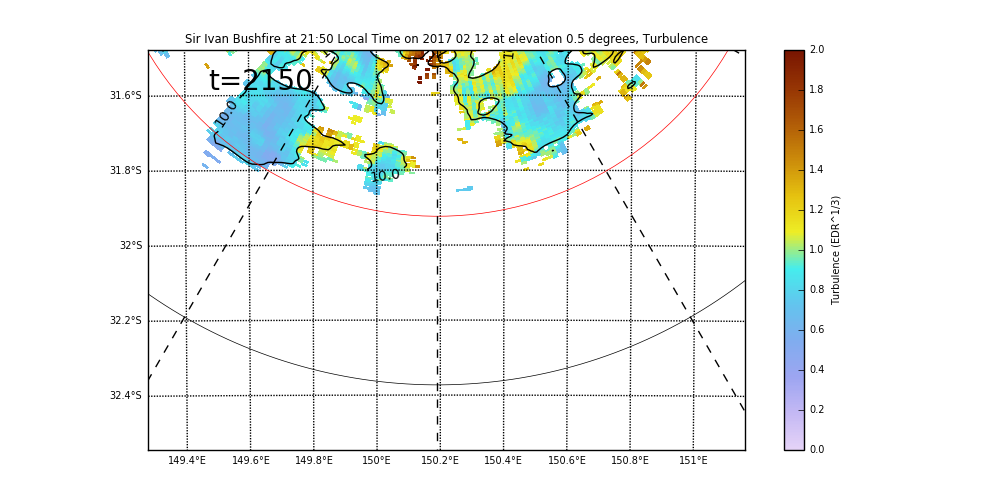 Sir Ivan Bushfire at 21:50 Local Time on 2017 02 12 at elevation 0.5 degrees, Turbulence
t=2150
10.0
10.0
31.6°S
31.8°S
32°S
32.2°S
32.4°S
149.4°E 149.6°E 149.8°E 150°E 150.2°E 150.4°E 150.6°E 150.8°E 151°E
2.0
1.8
1.6
1.4
1.2
1.0
0.8
0.6
0.4
0.2
0.0
Turbulence (EDR^1/3)